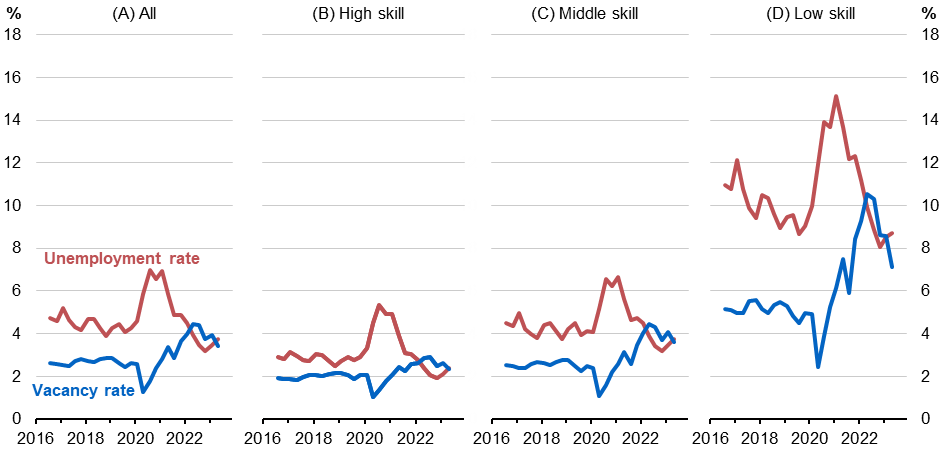 % (A) All (B) High skill (C) Middle skill (D) Low skill %
18 18
16 16
14 14
12 12
10 10
8 8
Unemployment rate
6 6
4 4
2 2
Vacancy rate
0 0
2016 2018 2020 2022 2016 2018 2020 2022 2016 2018 2020 2022 2016 2018 2020 2022